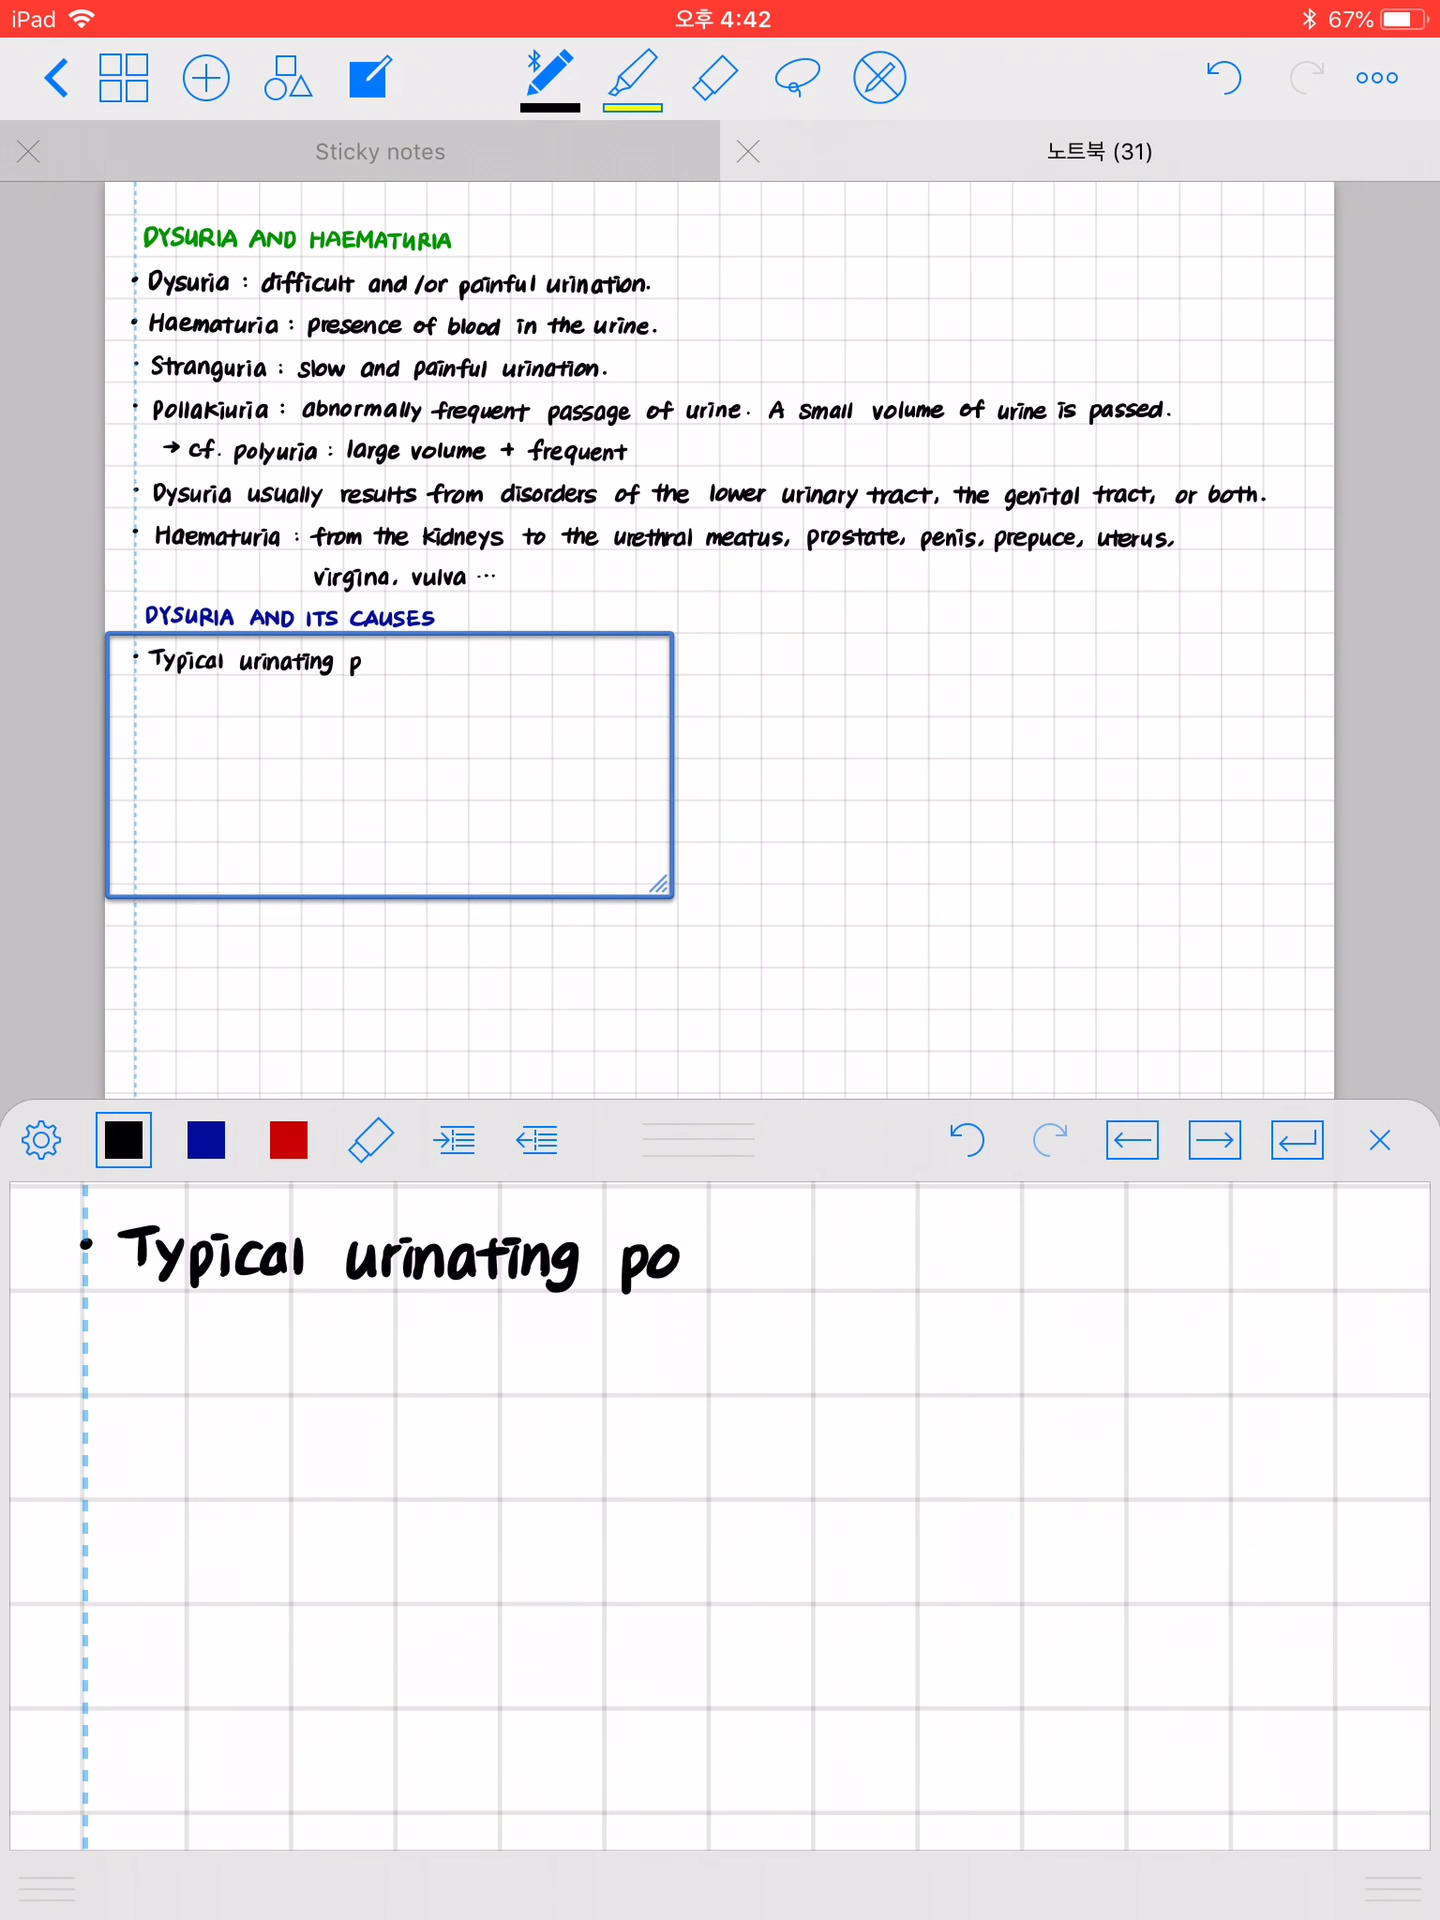 iPad 오후 4:42 67%
Sticky notes 노트북 (31)
DYSURIA AND HAEMATURIA
• Dysuria : difficult and /or painful urination.
• Haematuria : presence of blood in the urine.
• Stranguria : slow and painful urination.
• pollakiuria : abnormally frequent passage of urine. A small volume of urine is passed.
→ cf. polyuria : large volume + frequent
• Dysuria usually results from disorders of the lower urinary tract, the genital tract, or both.
• Haematuria : from the kidneys to the urethral meatus, prostate, penis, prepuce, uterus,
virgina, vulva ...
DYSURIA AND ITS CAUSES
• Typical urinating p
• Typical urinating po